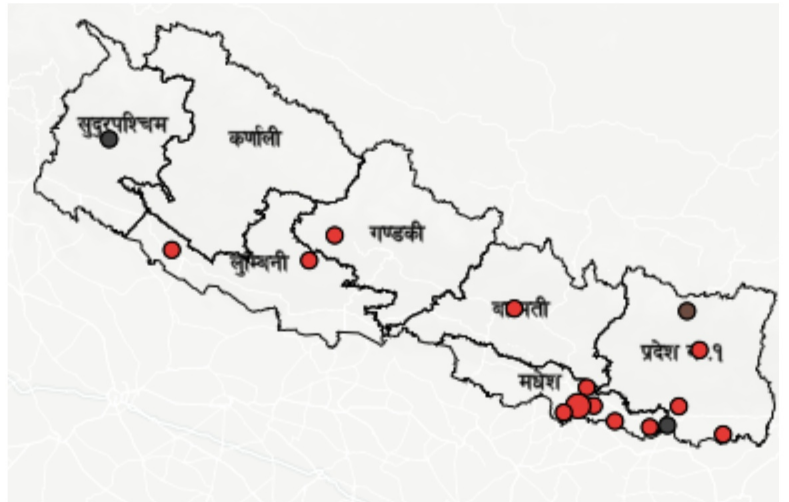 सुदूरपश्चिम
कर्णाली
गण्डकी
लुम्बिनी
मधेश
प्रदेश